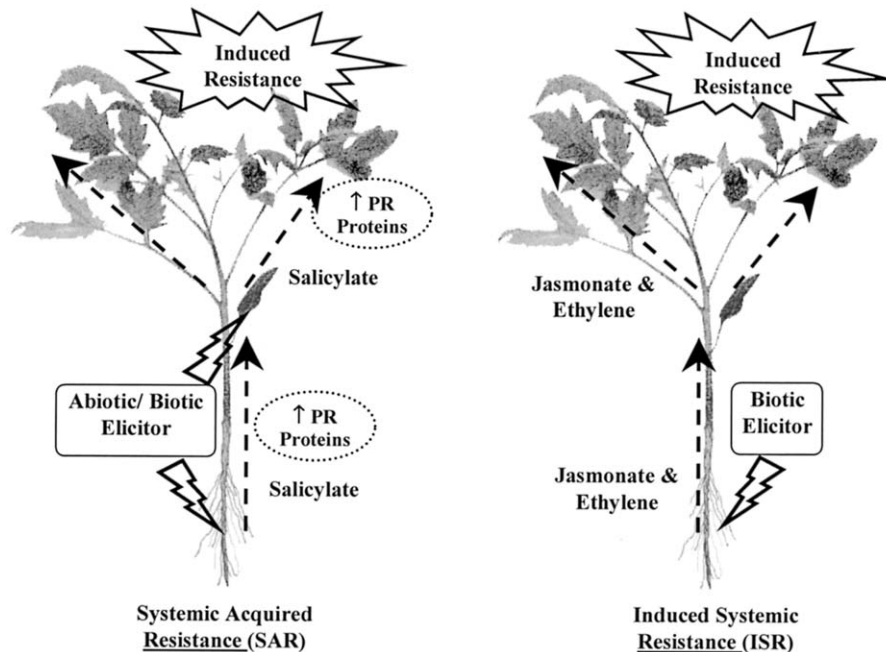 Induced
Resistance
↑ PR
Proteins
Salicylate
Abiotic/ Biotic
Elicitor
↑ PR
Proteins
Salicylate
Systemic Acquired
Resistance (SAR)
Induced
Resistance
Jasmonate &
Ethylene
Biotic
Elicitor
Jasmonate &
Ethylene
Induced Systemic
Resistance (ISR)